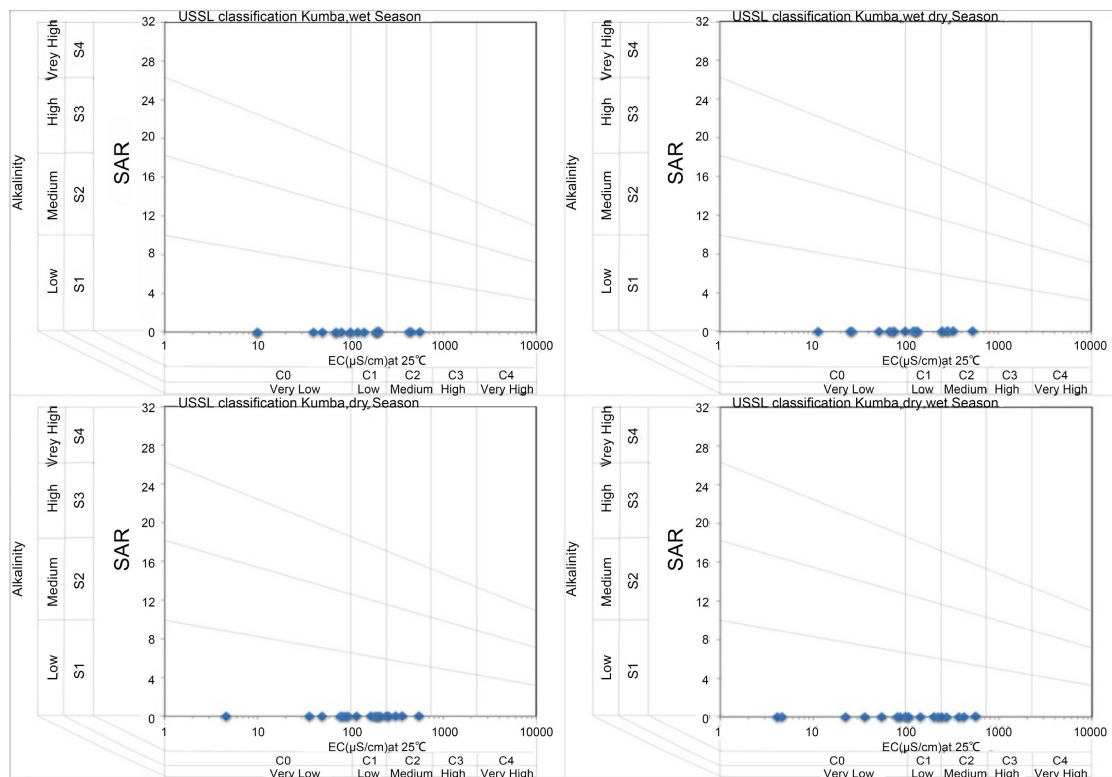 USSL classification Kumba,wet Season
32
28
24
20
16
12
8
4
0
SAR
Alkalinity
Vrey High S4
High S3
Medium S2
Low S1
1 10 100 1000 10000
EC(µS/cm)at 25℃
C0 C1 C2 C3 C4
Very Low Low Medium High Very High
USSL classification Kumba,wet dry,Season
32
28
24
20
16
12
8
4
0
SAR
Alkalinity
Vrey High S4
High S3
Medium S2
Low S1
1 10 100 1000 10000
EC(µS/cm)at 25℃
C0 C1 C2 C3 C4
Very Low Low Medium High Very High
USSL classification Kumba,dry,Season
32
28
24
20
16
12
8
4
0
SAR
Alkalinity
Vrey High S4
High S3
Medium S2
Low S1
1 10 100 1000 10000
EC(µS/cm)at 25℃
C0 C1 C2 C3 C4
Very Low Low Medium High Very High
USSL classification Kumba,dry,wet Season
32
28
24
20
16
12
8
4
0
SAR
Alkalinity
Vrey High S4
High S3
Medium S2
Low S1
1 10 100 1000 10000
EC(µS/cm)at 25℃
C0 C1 C2 C3 C4
Very Low Low Medium High Very High